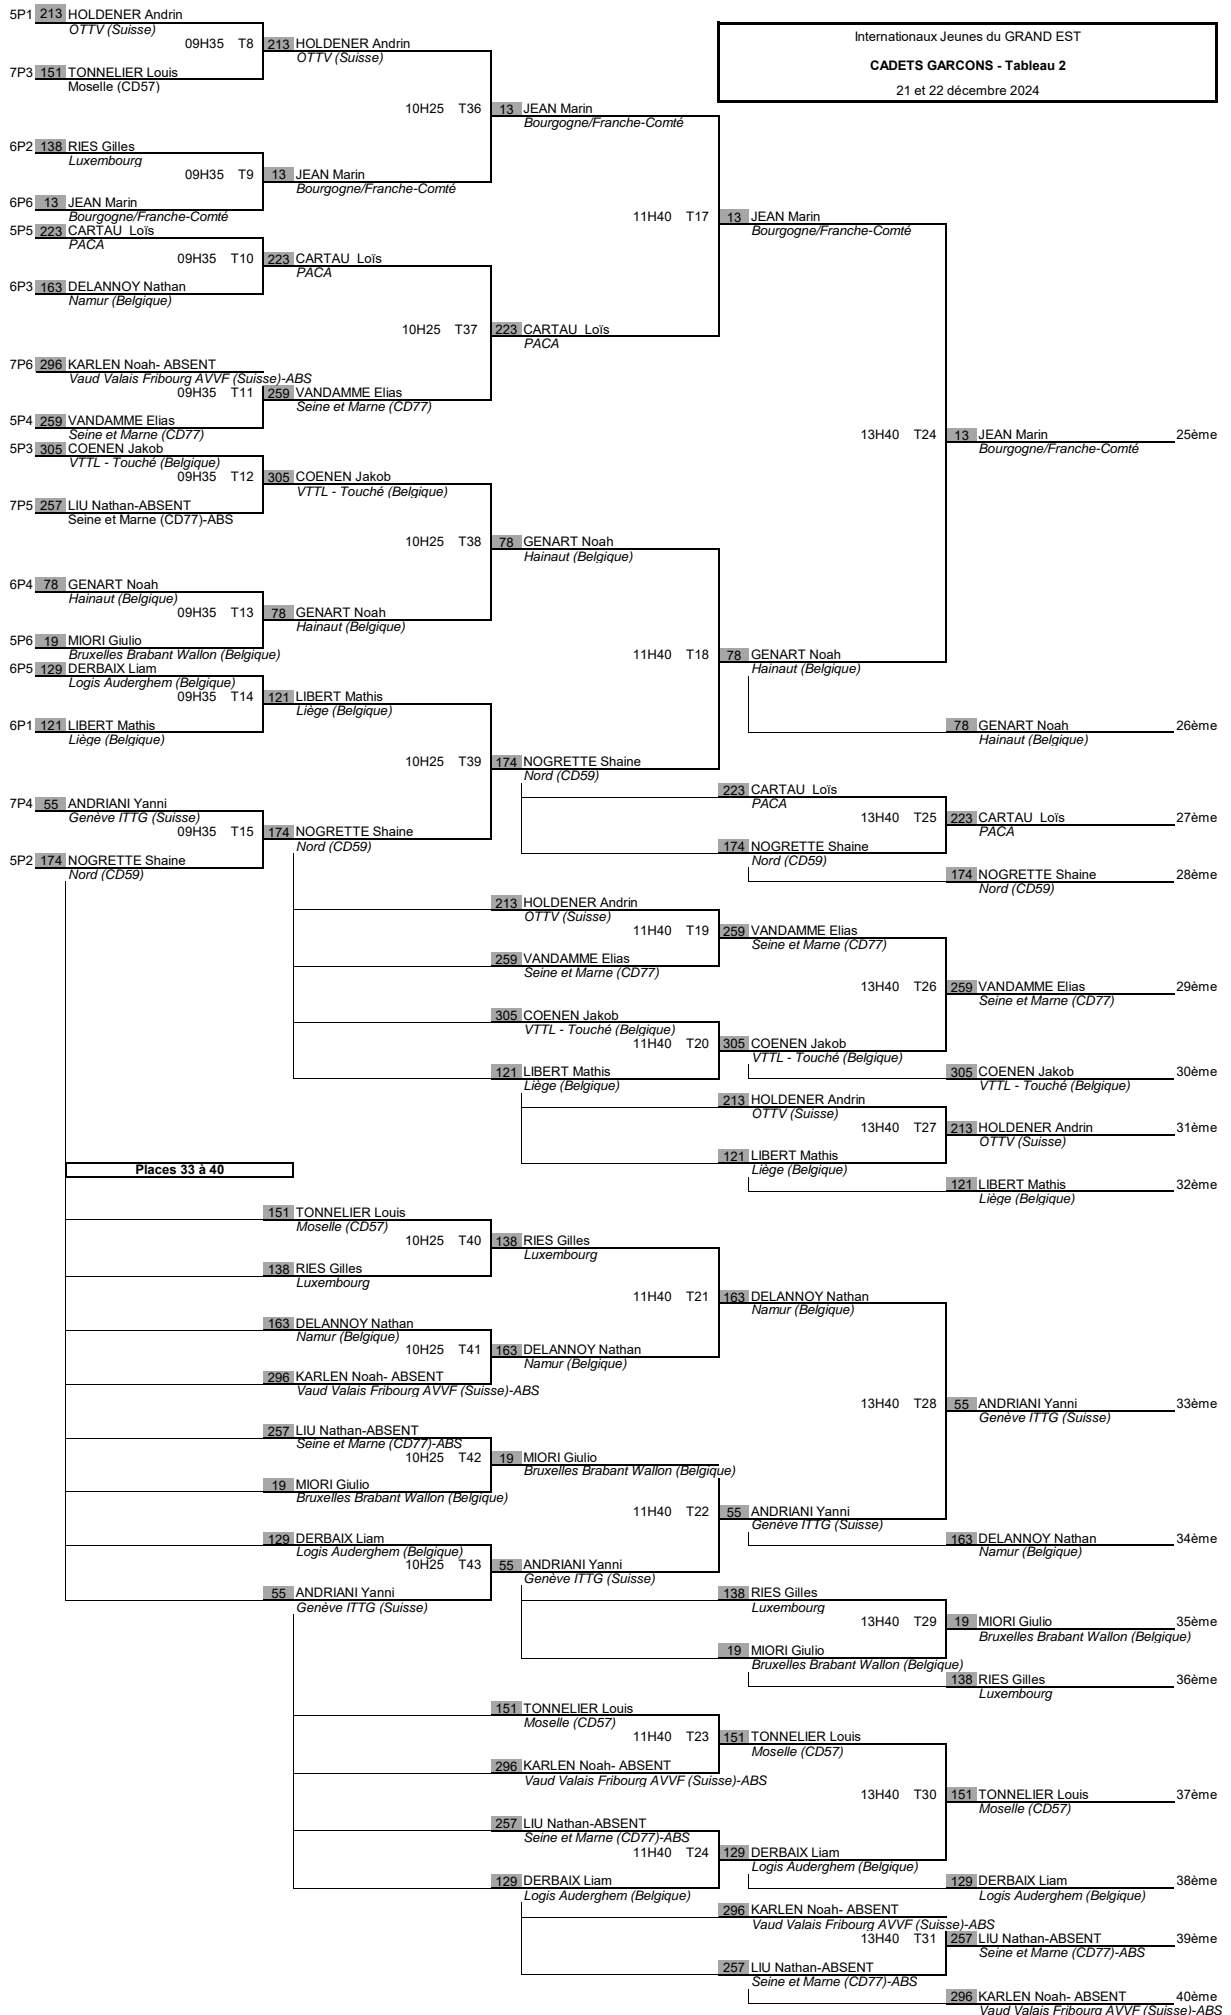 Internationaux Jeunes du GRAND EST
CADETS GARCONS - Tableau 2
21 et 22 décembre 2024
5P1 213 HOLDENER Andrin
OTTV (Suisse)
09H35 T8 213 HOLDENER Andrin
OTTV (Suisse)
7P3 151 TONNELIER Louis
Moselle (CD57)
10H25 T36 13 JEAN Marin
Bourgogne/Franche-Comté
6P2 138 RIES Gilles
Luxembourg
09H35 T9 13 JEAN Marin
Bourgogne/Franche-Comté
6P6 13 JEAN Marin
Bourgogne/Franche-Comté
11H40 T17 13 JEAN Marin
Bourgogne/Franche-Comté
5P5 223 CARTAU Loïs
PACA
09H35 T10 223 CARTAU Loïs
PACA
6P3 163 DELANNOY Nathan
Namur (Belgique)
10H25 T37 223 CARTAU Loïs
PACA
7P6 296 KARLEN Noah- ABSENT
Vaud Valais Fribourg AVVF (Suisse)-ABS
09H35 T11 259 VANDAMME Elias
Seine et Marne (CD77)
5P4 259 VANDAMME Elias
Seine et Marne (CD77)
13H40 T24 13 JEAN Marin 25ème
Bourgogne/Franche-Comté
5P3 305 COENEN Jakob
VTTL - Touché (Belgique)
09H35 T12 305 COENEN Jakob
VTTL - Touché (Belgique)
7P5 257 LIU Nathan-ABSENT
Seine et Marne (CD77)-ABS
10H25 T38 78 GENART Noah
Hainaut (Belgique)
6P4 78 GENART Noah
Hainaut (Belgique)
09H35 T13 78 GENART Noah
Hainaut (Belgique)
5P6 19 MIORI Giulio
Bruxelles Brabant Wallon (Belgique)
11H40 T18 78 GENART Noah
Hainaut (Belgique)
6P5 129 DERBAIX Liam
Logis Auderghem (Belgique)
09H35 T14 121 LIBERT Mathis
Liège (Belgique)
6P1 121 LIBERT Mathis
Liège (Belgique)
78 GENART Noah 26ème
Hainaut (Belgique)
10H25 T39 174 NOGRETTE Shaine
Nord (CD59)
223 CARTAU Loïs
PACA
7P4 55 ANDRIANI Yanni
Genève ITTG (Suisse)
13H40 T25 223 CARTAU Loïs 27ème
PACA
09H35 T15 174 NOGRETTE Shaine
Nord (CD59)
174 NOGRETTE Shaine
Nord (CD59)
5P2 174 NOGRETTE Shaine
Nord (CD59)
174 NOGRETTE Shaine 28ème
Nord (CD59)
213 HOLDENER Andrin
OTTV (Suisse)
11H40 T19 259 VANDAMME Elias
Seine et Marne (CD77)
259 VANDAMME Elias
Seine et Marne (CD77)
13H40 T26 259 VANDAMME Elias 29ème
Seine et Marne (CD77)
305 COENEN Jakob
VTTL - Touché (Belgique)
11H40 T20 305 COENEN Jakob
VTTL - Touché (Belgique)
121 LIBERT Mathis
Liège (Belgique)
305 COENEN Jakob 30ème
VTTL - Touché (Belgique)
213 HOLDENER Andrin
OTTV (Suisse)
13H40 T27 213 HOLDENER Andrin 31ème
OTTV (Suisse)
121 LIBERT Mathis
Liège (Belgique)
Places 33 à 40
121 LIBERT Mathis 32ème
Liège (Belgique)
151 TONNELIER Louis
Moselle (CD57)
10H25 T40 138 RIES Gilles
Luxembourg
138 RIES Gilles
Luxembourg
11H40 T21 163 DELANNOY Nathan
Namur (Belgique)
163 DELANNOY Nathan
Namur (Belgique)
10H25 T41 163 DELANNOY Nathan
Namur (Belgique)
296 KARLEN Noah- ABSENT
Vaud Valais Fribourg AVVF (Suisse)-ABS
13H40 T28 55 ANDRIANI Yanni 33ème
Genève ITTG (Suisse)
257 LIU Nathan-ABSENT
Seine et Marne (CD77)-ABS
10H25 T42 19 MIORI Giulio
Bruxelles Brabant Wallon (Belgique)
19 MIORI Giulio
Bruxelles Brabant Wallon (Belgique)
11H40 T22 55 ANDRIANI Yanni
Genève ITTG (Suisse)
129 DERBAIX Liam
Logis Auderghem (Belgique)
163 DELANNOY Nathan 34ème
Namur (Belgique)
10H25 T43 55 ANDRIANI Yanni
Genève ITTG (Suisse)
55 ANDRIANI Yanni
Genève ITTG (Suisse)
138 RIES Gilles
Luxembourg
13H40 T29 19 MIORI Giulio 35ème
Bruxelles Brabant Wallon (Belgique)
19 MIORI Giulio
Bruxelles Brabant Wallon (Belgique)
138 RIES Gilles 36ème
Luxembourg
151 TONNELIER Louis
Moselle (CD57)
11H40 T23 151 TONNELIER Louis
Moselle (CD57)
296 KARLEN Noah- ABSENT
Vaud Valais Fribourg AVVF (Suisse)-ABS
13H40 T30 151 TONNELIER Louis 37ème
Moselle (CD57)
257 LIU Nathan-ABSENT
Seine et Marne (CD77)-ABS
11H40 T24 129 DERBAIX Liam
Logis Auderghem (Belgique)
129 DERBAIX Liam
Logis Auderghem (Belgique)
129 DERBAIX Liam 38ème
Logis Auderghem (Belgique)
296 KARLEN Noah- ABSENT
Vaud Valais Fribourg AVVF (Suisse)-ABS
13H40 T31 257 LIU Nathan-ABSENT 39ème
Seine et Marne (CD77)-ABS
257 LIU Nathan-ABSENT
Seine et Marne (CD77)-ABS
296 KARLEN Noah- ABSENT 40ème
Vaud Valais Fribourg AVVF (Suisse)-ABS